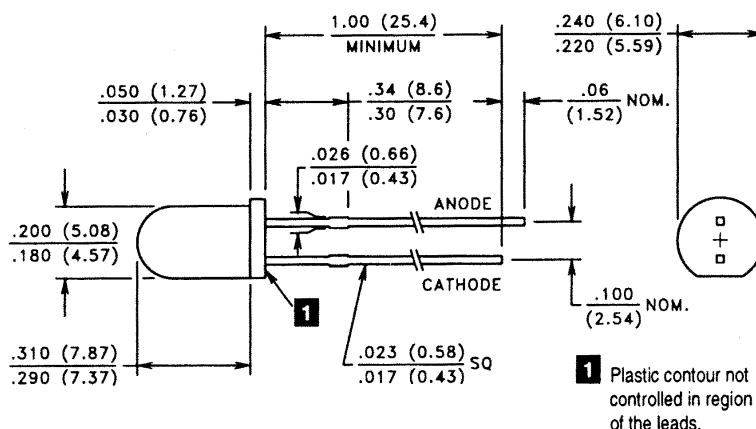 1.00 (25.4)
MINIMUM
.240 (6.10)
.220 (5.59)
.050 (1.27)
.030 (0.76)
.34 (8.6)
.30 (7.6)
.06 NOM.
(1.52)
.026 (0.66)
.017 (0.43)
ANODE
.200 (5.08)
.180 (4.57)
CATHODE
1
.100 NOM.
(2.54)
.310 (7.87)
.290 (7.37)
.023 (0.58) SQ
.017 (0.43)
1 Plastic contour not
controlled in region
of the leads.